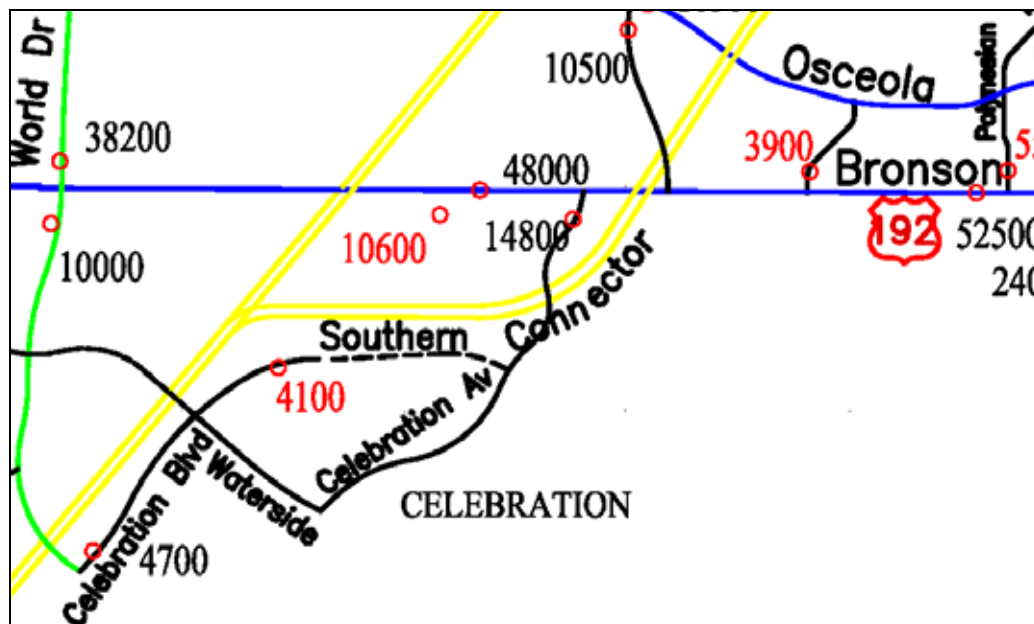 World Dr
38200
10500
Osceola
Polynesian
3900
Bronson
48000
10600
14800
192
52500
10000
Southern Connector
4100
Celebration Av
Celebration Blvd
Waterside
CELEBRATION
4700